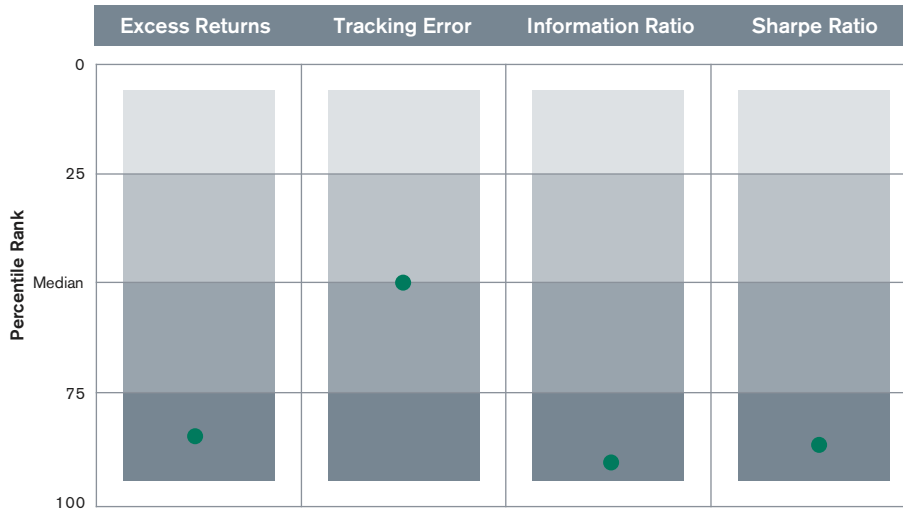 Excess Returns Tracking Error Information Ratio Sharpe Ratio
0
25
Median
75
100
Percentile Rank